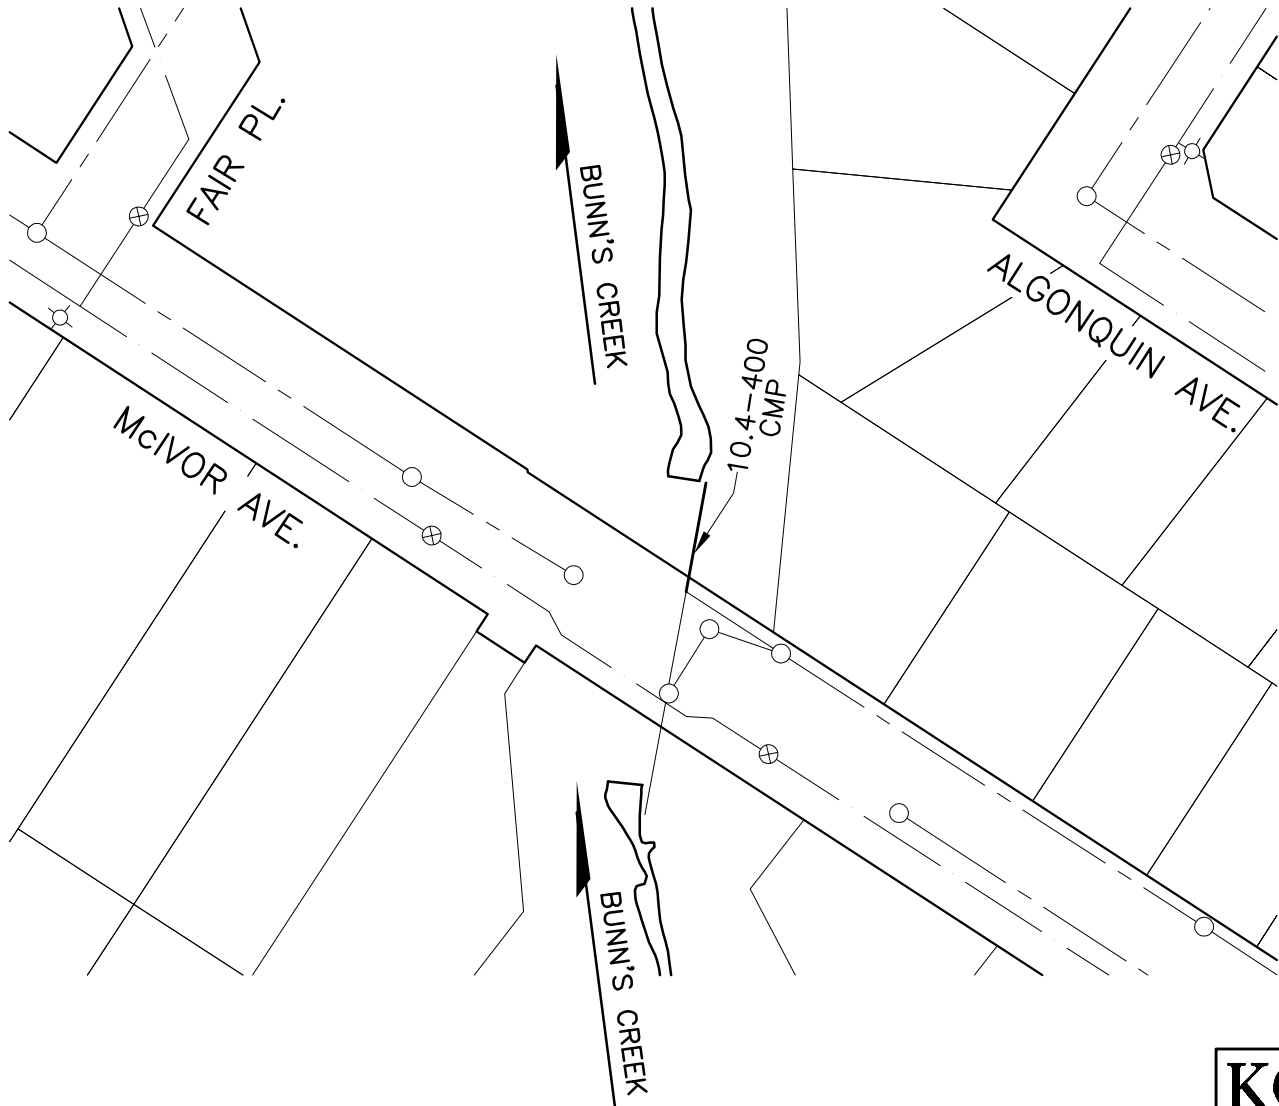 FAIR PL.
BUNN'S CREEK
ALGONQUIN AVE.
10.4-400
CMP
McIVOR AVE.
BUNN'S CREEK